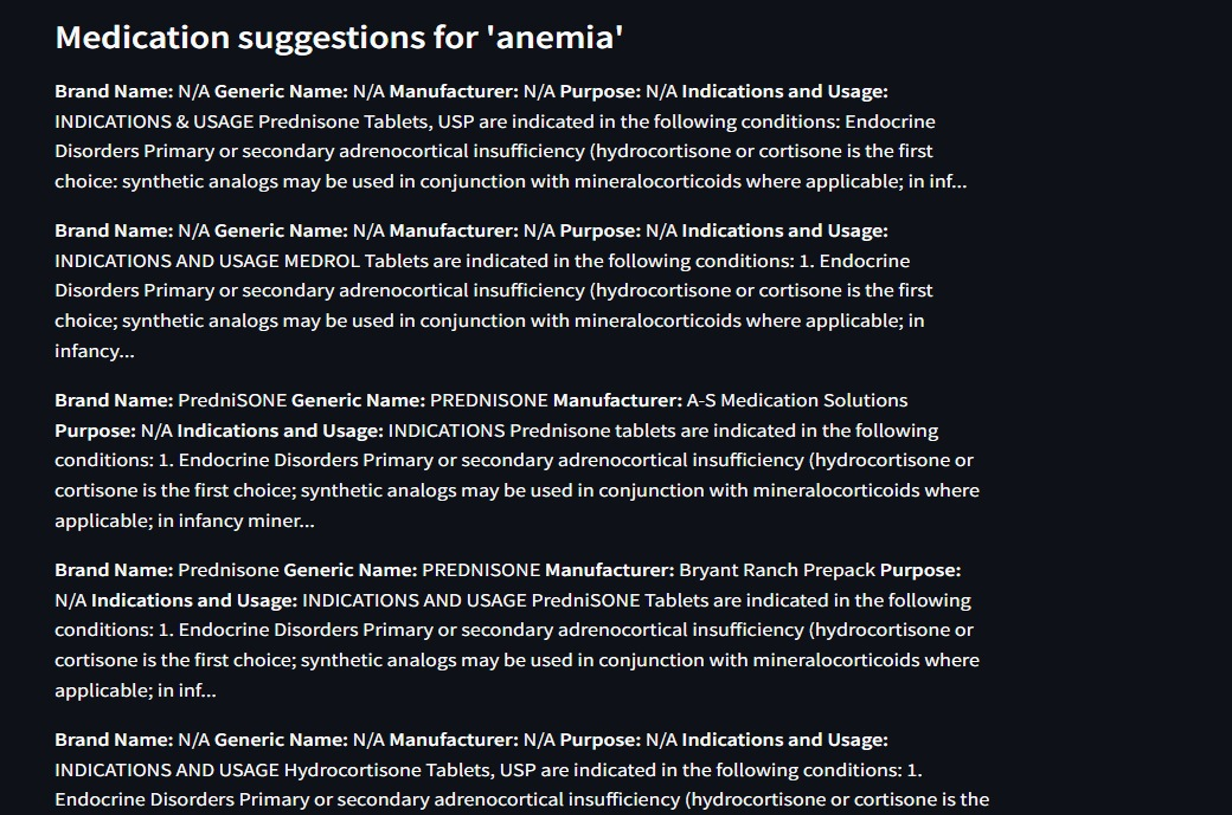 Medication suggestions for 'anemia'
Brand Name: N/A Generic Name: N/A Manufacturer: N/A Purpose: N/A Indications and Usage:
INDICATIONS & USAGE Prednisone Tablets, USP are indicated in the following conditions: Endocrine
Disorders Primary or secondary adrenocortical insufficiency (hydrocortisone or cortisone is the first
choice: synthetic analogs may be used in conjunction with mineralocorticoids where applicable; in inf...
Brand Name: N/A Generic Name: N/A Manufacturer: N/A Purpose: N/A Indications and Usage:
INDICATIONS AND USAGE MEDROL Tablets are indicated in the following conditions: 1. Endocrine
Disorders Primary or secondary adrenocortical insufficiency (hydrocortisone or cortisone is the first
choice; synthetic analogs may be used in conjunction with mineralocorticoids where applicable; in
infancy...
Brand Name: PredniSONE Generic Name: PREDNISONE Manufacturer: A-S Medication Solutions
Purpose: N/A Indications and Usage: INDICATIONS Prednisone tablets are indicated in the following
conditions: 1. Endocrine Disorders Primary or secondary adrenocortical insufficiency (hydrocortisone or
cortisone is the first choice; synthetic analogs may be used in conjunction with mineralocorticoids where
applicable; in infancy miner...
Brand Name: Prednisone Generic Name: PREDNISONE Manufacturer: Bryant Ranch Prepack Purpose:
N/A Indications and Usage: INDICATIONS AND USAGE PredniSONE Tablets are indicated in the following
conditions: 1. Endocrine Disorders Primary or secondary adrenocortical insufficiency (hydrocortisone or
cortisone is the first choice; synthetic analogs may be used in conjunction with mineralocorticoids where
applicable; in inf...
Brand Name: N/A Generic Name: N/A Manufacturer: N/A Purpose: N/A Indications and Usage:
INDICATIONS AND USAGE Hydrocortisone Tablets, USP are indicated in the following conditions: 1.
Endocrine Disorders Primary or secondary adrenocortical insufficiency (hydrocortisone or cortisone is the